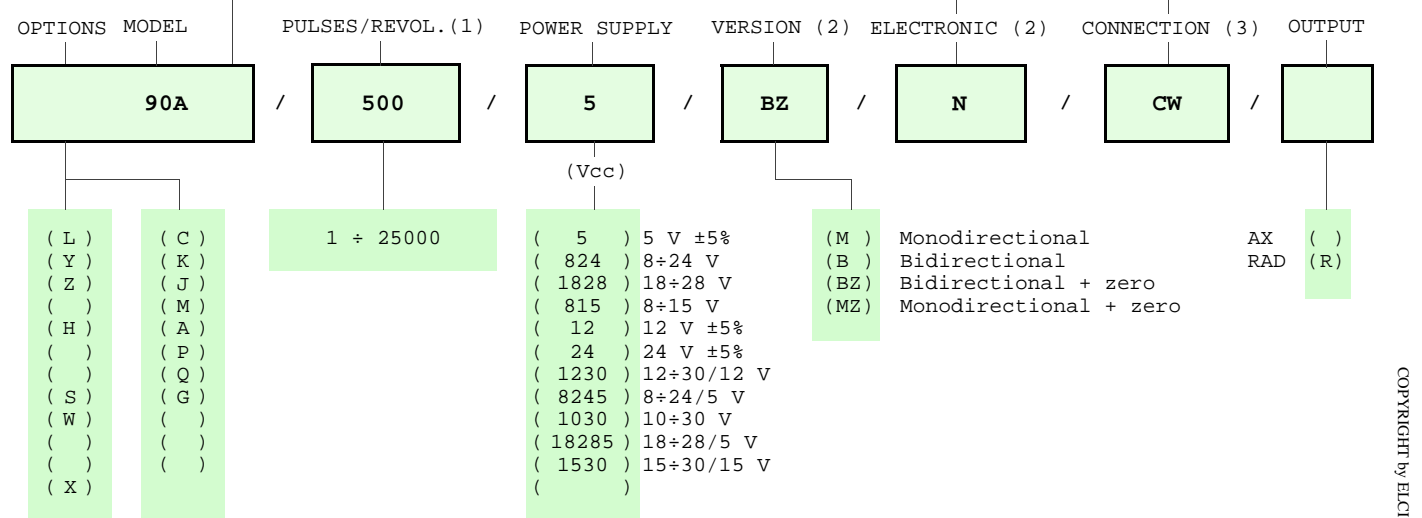 OPTIONS MODEL PULSES/REVOL.(1) POWER SUPPLY VERSION (2) ELECTRONIC (2) CONNECTION (3) OUTPUT
90A / 500 / 5 / BZ / N / CW /
(Vcc)
( L ) ( C ) 1 ÷ 25000 ( 5 ) 5 V ±5% (M ) Monodirectional AX ( )
( Y ) ( K ) ( 824 ) 8÷24 V (B ) Bidirectional RAD (R)
( Z ) ( J ) ( 1828 ) 18÷28 V (BZ) Bidirectional + zero
( ) ( M ) ( 815 ) 8÷15 V (MZ) Monodirectional + zero
( H ) ( A ) ( 12 ) 12 V ±5%
( ) ( P ) ( 24 ) 24 V ±5%
( ) ( Q ) ( 1230 ) 12÷30/12 V
( S ) ( G ) ( 8245 ) 8÷24/5 V
( W ) ( ) ( 1030 ) 10÷30 V
( ) ( ) ( 18285 ) 18÷28/5 V
( ) ( ) ( 1530 ) 15÷30/15 V
( X ) ( )
COPYRIGHT by ELCI